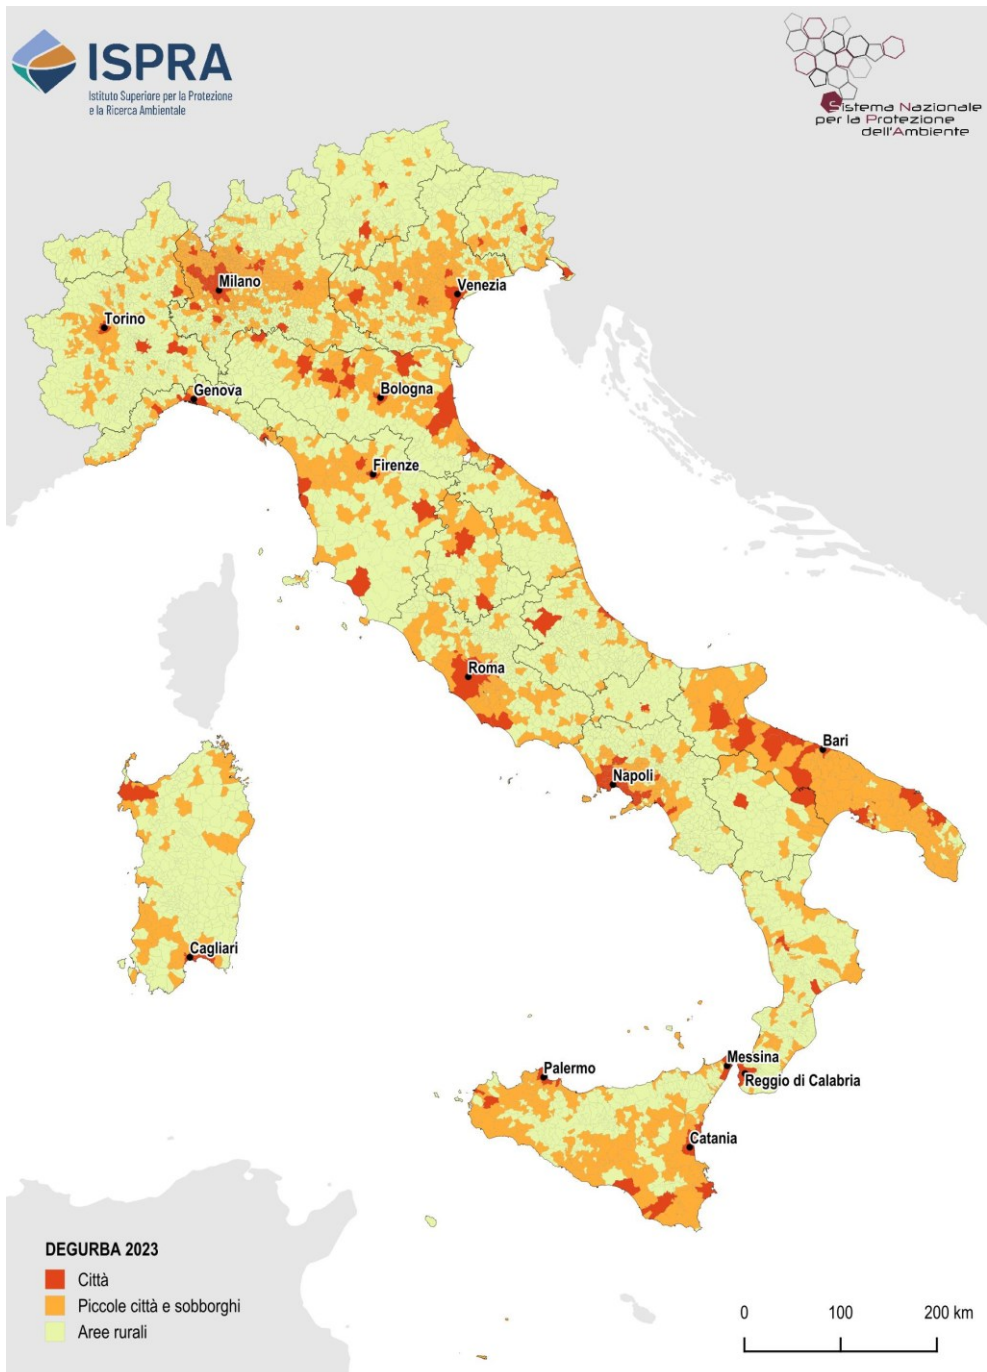 ISPRA
Istituto Superiore per la Protezione
e la Ricerca Ambientale
Sistema Nazionale
per la Protezione
dell'Ambiente
Milano
Venezia
Torino
Genova
Bologna
Firenze
Roma
Bari
Napoli
Cagliari
Messina
Palermo
Reggio di Calabria
Catania
DEGURBA 2023
Città
Piccole città e sobborghi
Aree rurali
0 100 200 km